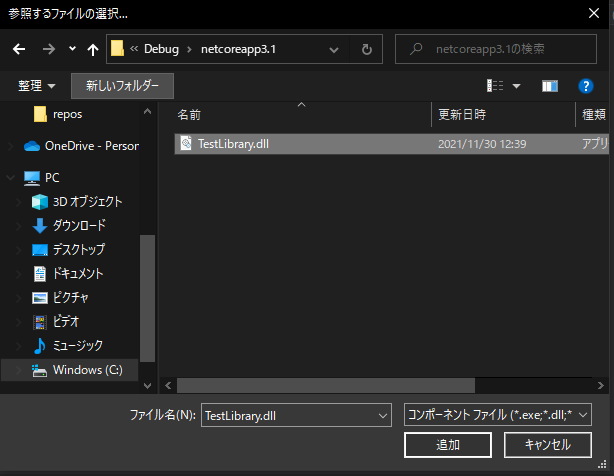 参照するファイルの選択...
« Debug › netcoreapp3.1
netcoreapp3.1の検索
整理 新しいフォルダー
名前 更新日時 種類
TestLibrary.dll 2021/11/30 12:39 アプリ
repos
OneDrive - Person
PC
3D オブジェクト
ダウンロード
デスクトップ
ドキュメント
ピクチャ
ビデオ
ミュージック
Windows (C:)
ファイル名(N): TestLibrary.dll コンポーネント ファイル (*.exe;*.dll;*
追加 キャンセル